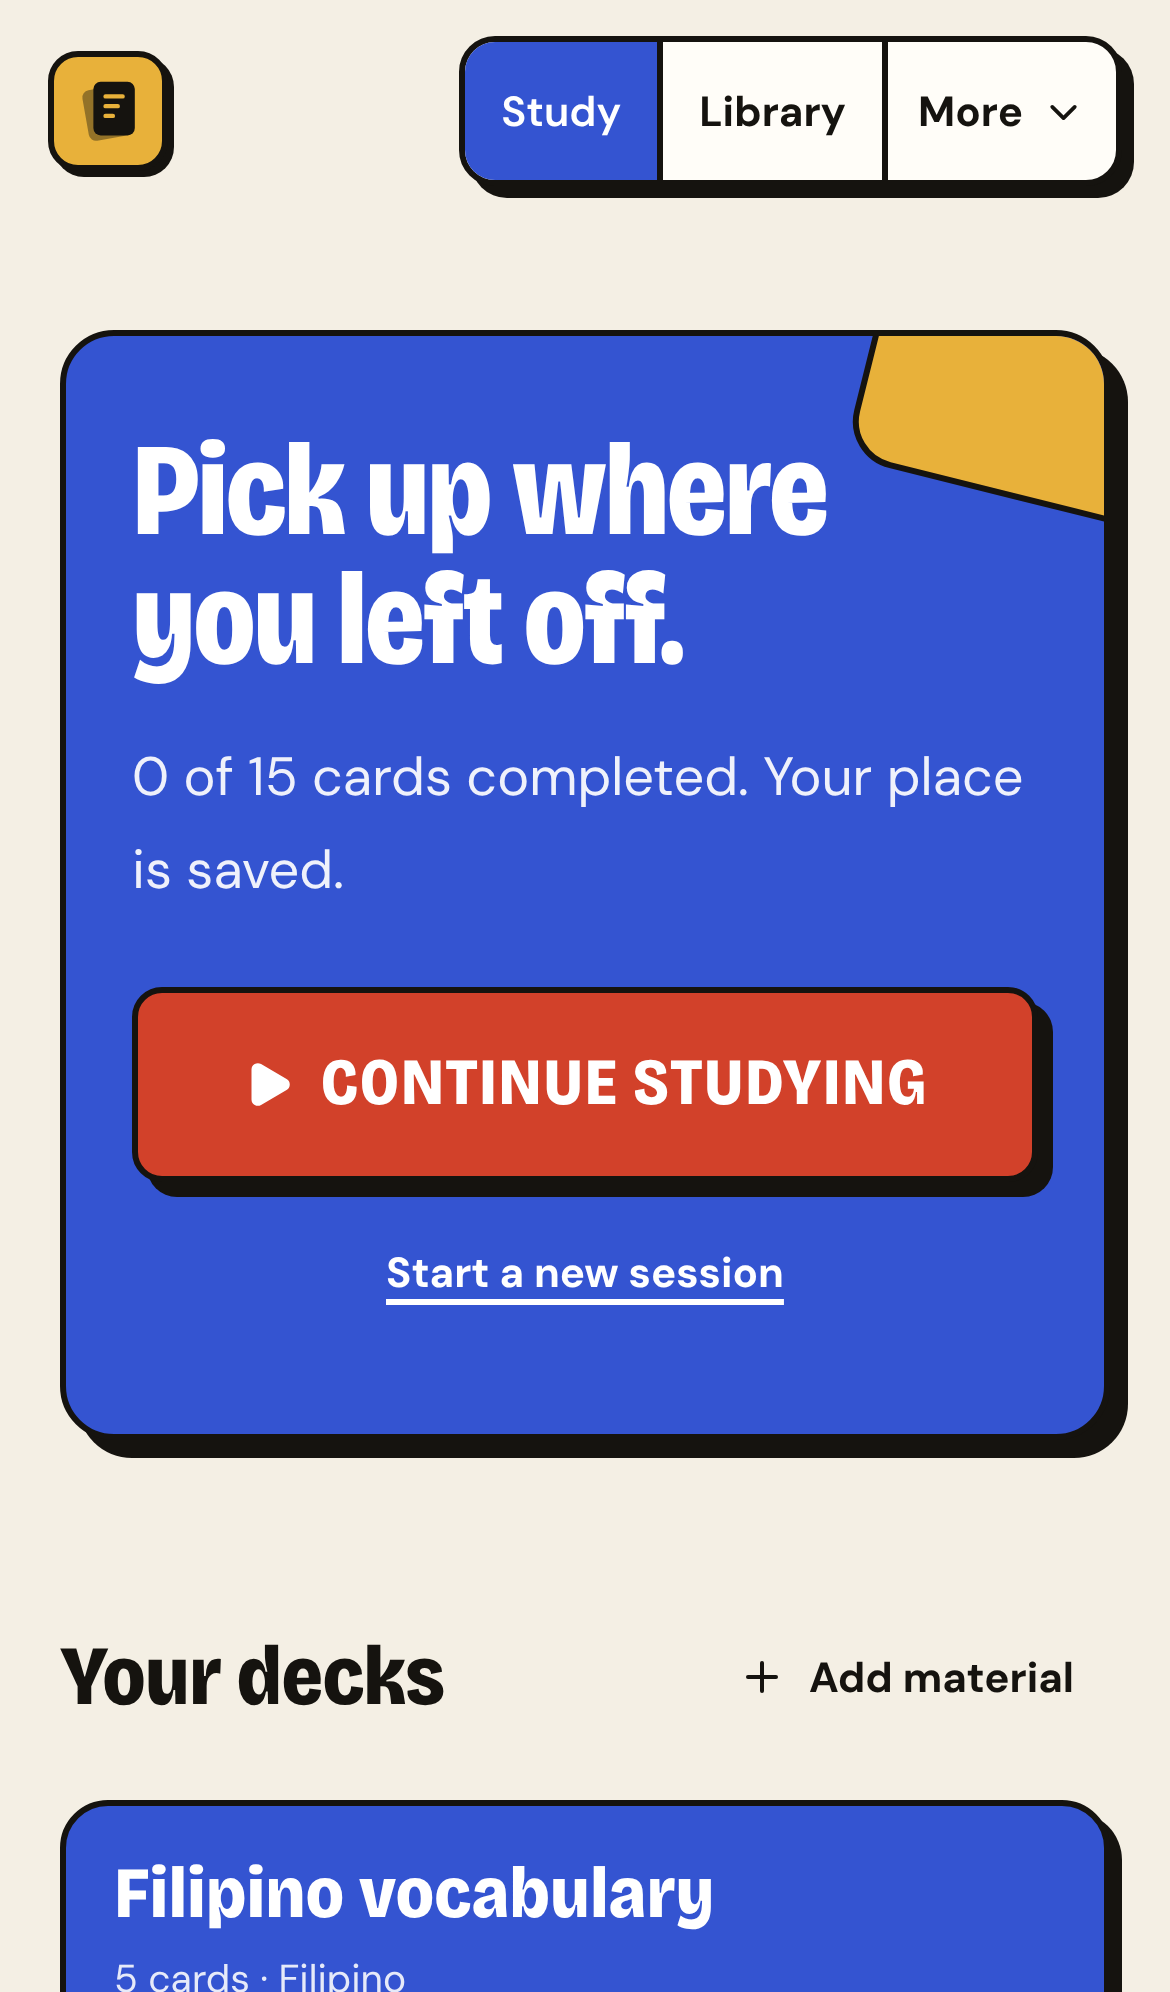 Study
Library
More
Pick up where
you left off.
0 of 15 cards completed. Your place
is saved.
CONTINUE STUDYING
Start a new session
Your decks
Add material
Filipino vocabulary
5 cards · Filipino